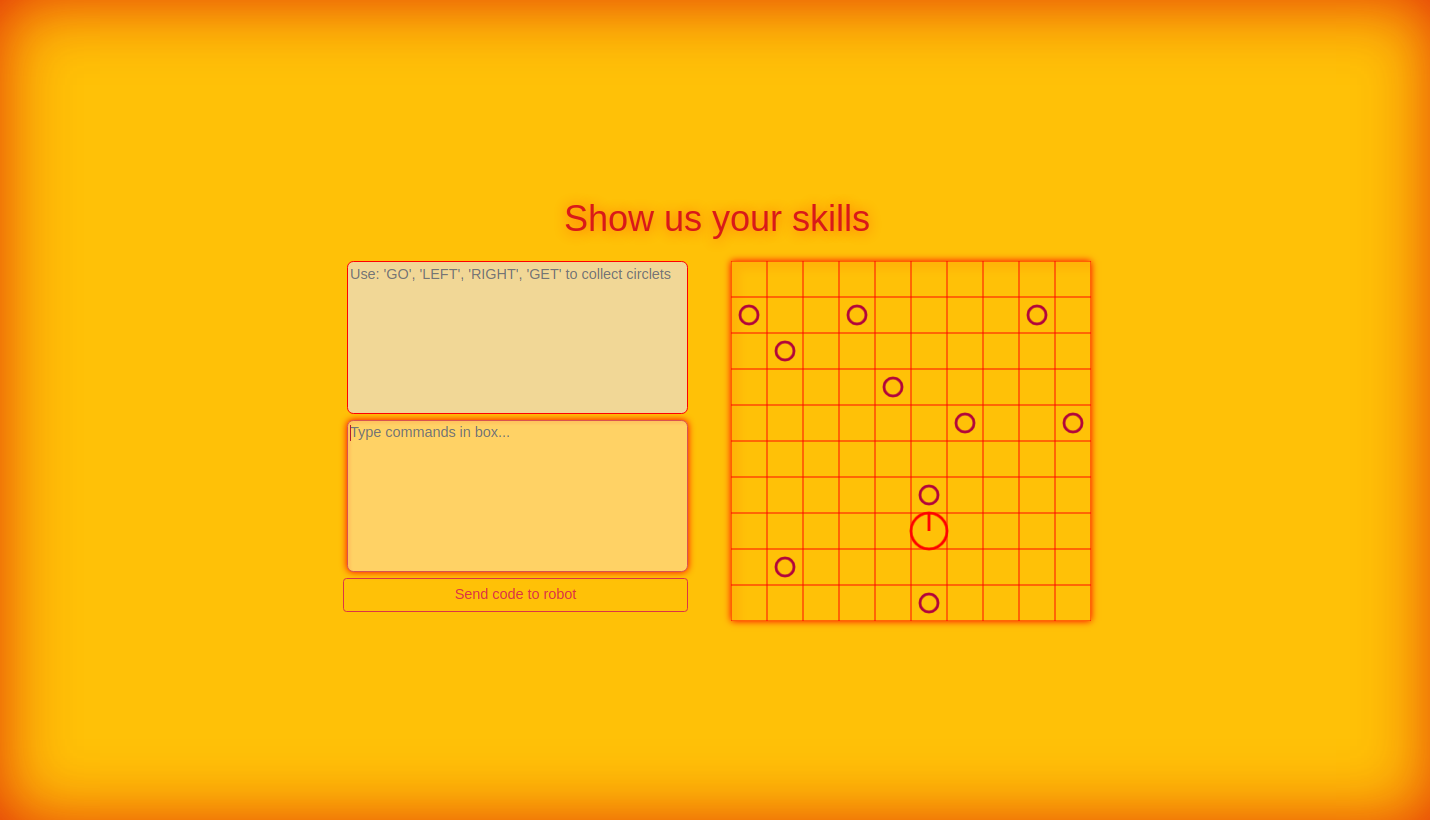 Show us your skills
Use: 'GO', 'LEFT', 'RIGHT', 'GET' to collect circlets
Type commands in box...
Send code to robot